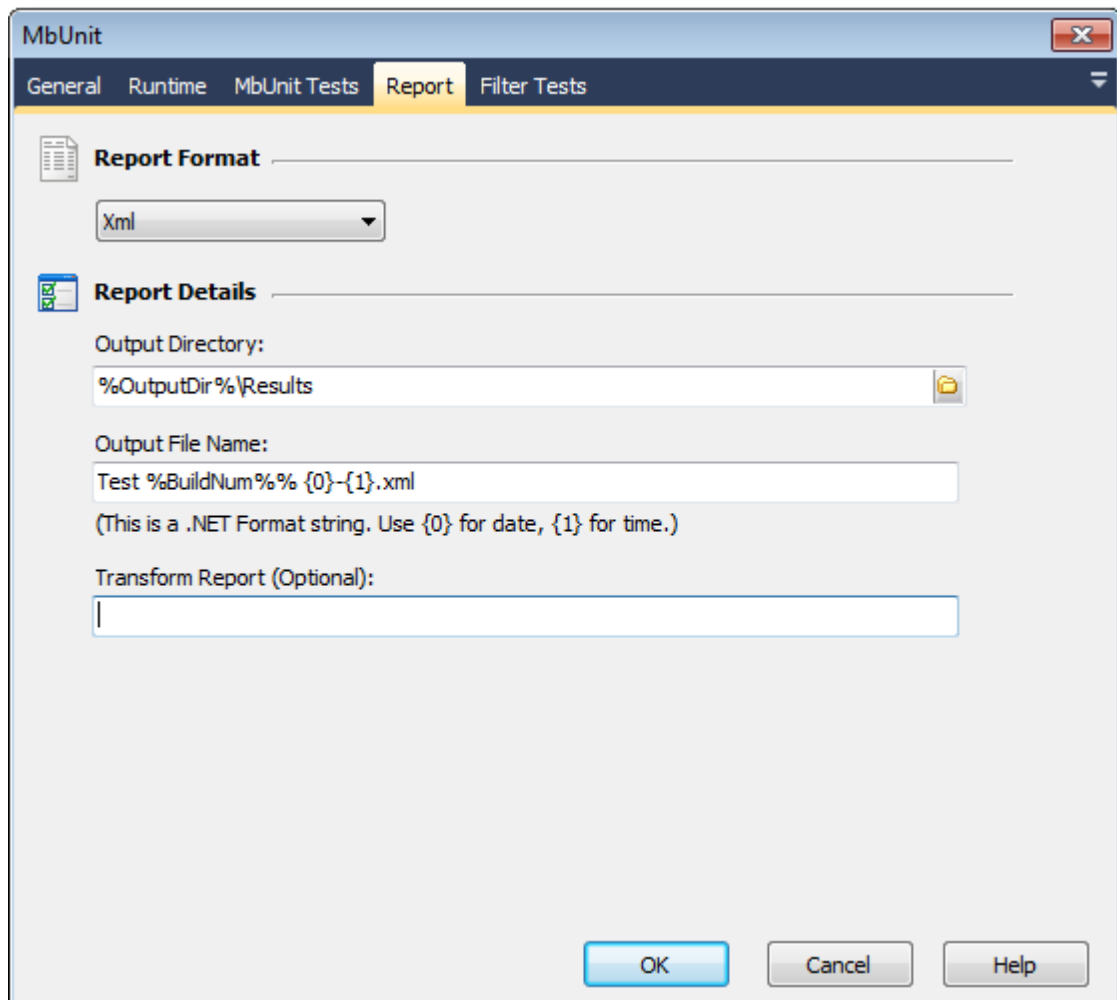 MbUnit
General Runtime MbUnit Tests Report Filter Tests
Report Format
Xml
Report Details
Output Directory:
%OutputDir%\Results
Output File Name:
Test %BuildNum%% {0}-{1}.xml
(This is a .NET Format string. Use {0} for date, {1} for time.)
Transform Report (Optional):
OK Cancel Help